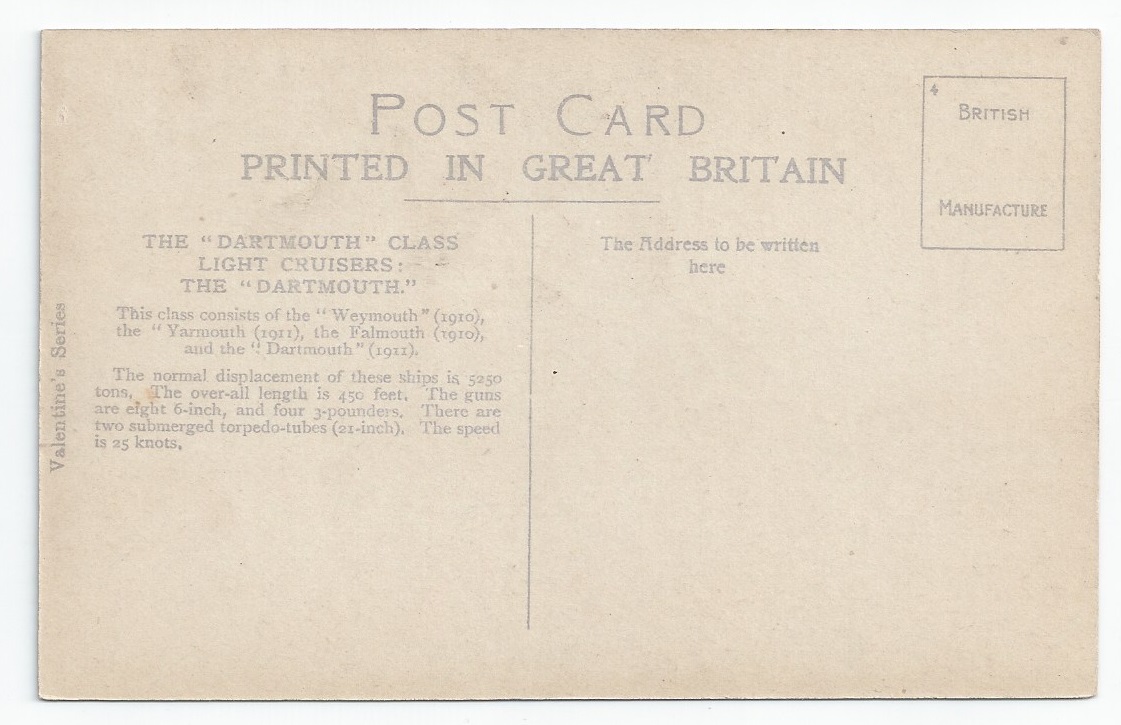 POST CARD
PRINTED IN GREAT BRITAIN
4
BRITISH
MANUFACTURE
THE "DARTMOUTH" CLASS
LIGHT CRUISERS:
THE "DARTMOUTH."
This class consists of the "Weymouth" (1910),
the "Yarmouth (1911), the Falmouth (1910),
and the "Dartmouth" (1911).
The normal displacement of these ships is 5250
tons. The over-all length is 450 feet. The guns
are eight 6-inch, and four 3-pounders. There are
two submerged torpedo-tubes (21-inch). The speed
is 25 knots.
Valentine's Series
The Address to be written
here